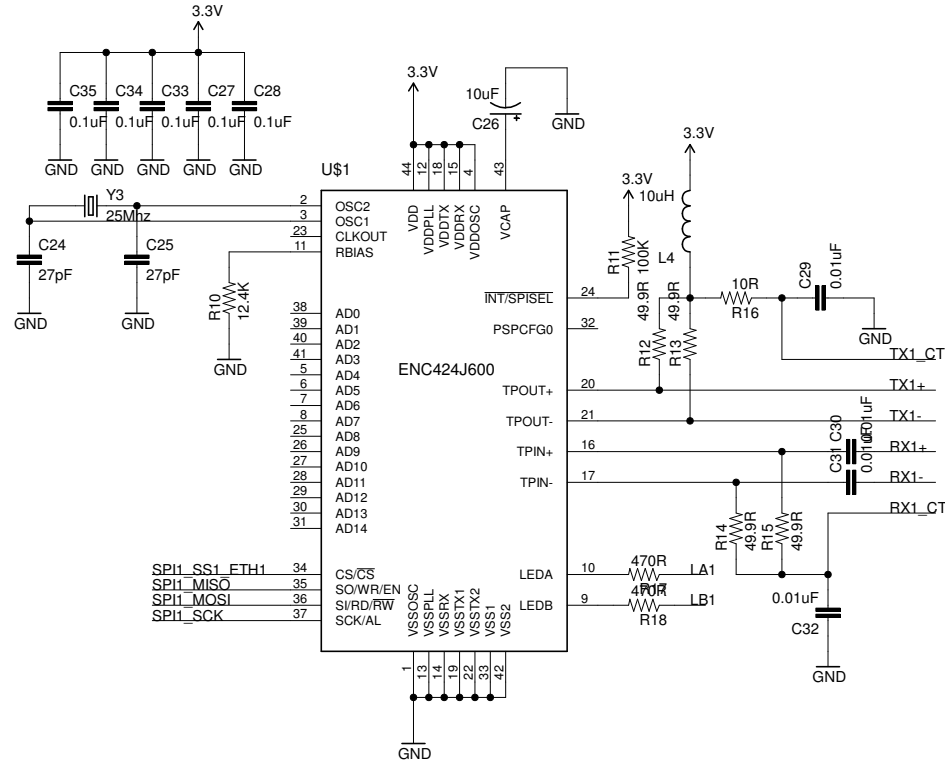 3.3V
C35
C34
C33
C27
C28
0.1uF
0.1uF
0.1uF
0.1uF
0.1uF
GND
GND
GND
GND
GND
3.3V
10uF
C26
GND
U$1
44
12
18
15
4
43
VDD
VDDPLL
VDDTX
VDDRX
VDDOSC
VCAP
Y3
25Mhz
C24
27pF
GND
C25
27pF
GND
R10
12.4K
GND
2 OSC2
3 OSC1
23 CLKOUT
11 RBIAS
38 AD0
39 AD1
40 AD2
41 AD3
5 AD4
6 AD5
7 AD6
8 AD7
25 AD8
26 AD9
27 AD10
28 AD11
29 AD12
30 AD13
31 AD14
SPI1_SS1_ETH1 34 CS/CS
SPI1_MISO 35 SO/WR/EN
SPI1_MOSI 36 SI/RD/RW
SPI1_SCK 37 SCK/AL
ENC424J600
INT/SPISEL 24
PSPCFG0 32
TPOUT+ 20
TPOUT- 21
TPIN+ 16
TPIN- 17
LEDA 10
LEDB 9
VSSOSC
VSSPLL
VSSRX
VSSTX1
VSSTX2
VSS1
VSS2
1
13
14
19
22
33
42
GND
3.3V
R11
100K
3.3V
10uH
L4
R12
49.9R
R13
49.9R
10R
R16
C29
0.01uF
GND
TX1_CT
TX1+
TX1-
C30
0.01uF
RX1+
C31
0.01uF
RX1-
RX1_CT
R14
49.9R
R15
49.9R
0.01uF
C32
GND
470R
R17
LA1
470R
R18
LB1